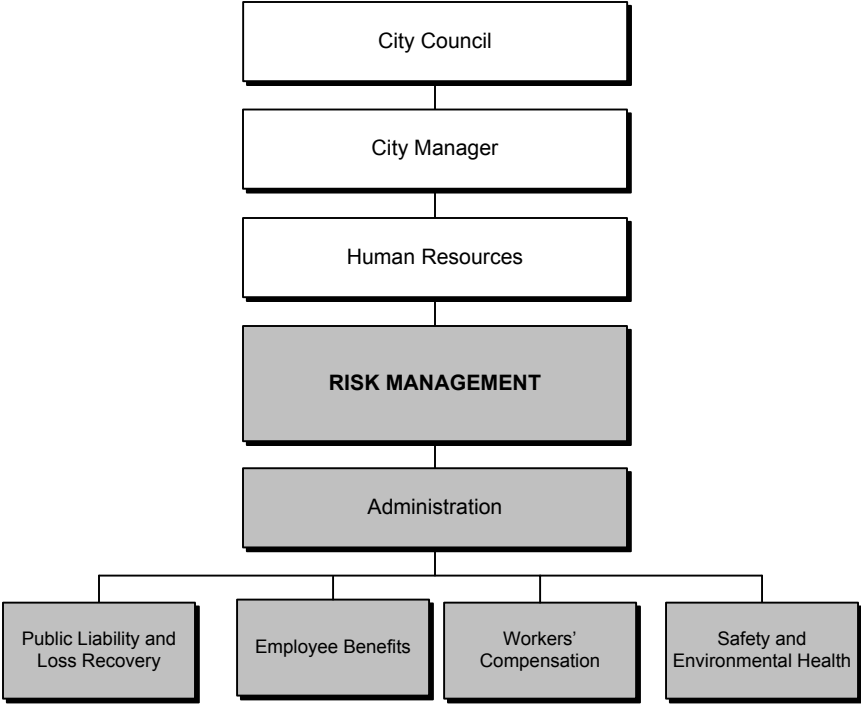 City Council
City Manager
Human Resources
RISK MANAGEMENT
Administration
Public Liability and
Loss Recovery
Employee Benefits
Workers’
Compensation
Safety and
Environmental Health